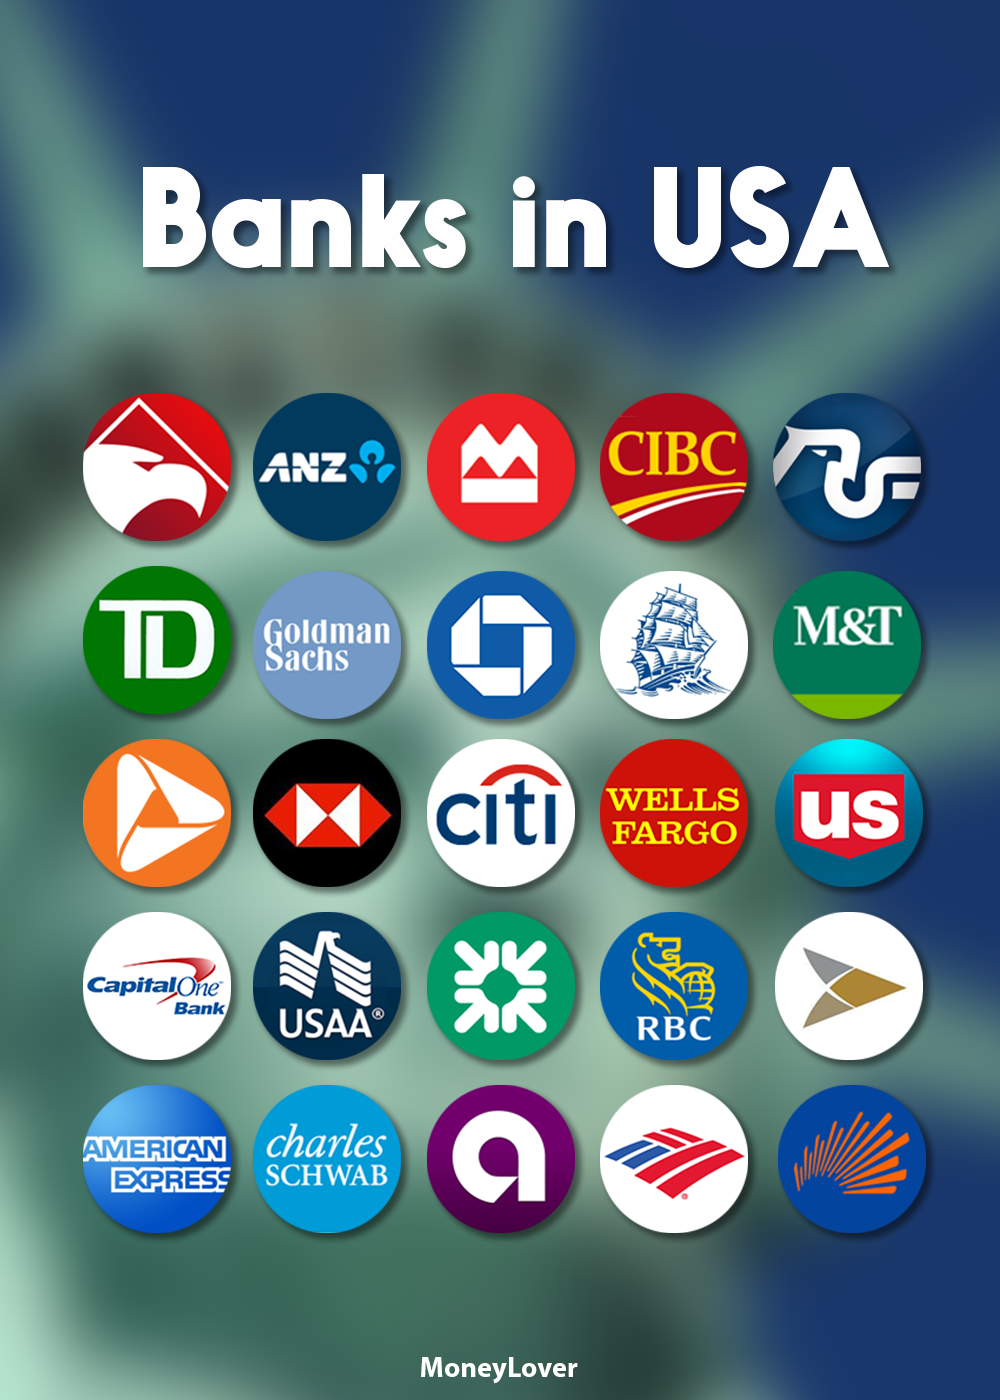 Banks in USA
ANZ
CIBC
TD
Goldman
Sachs
M&T
citi
WELLS
FARGO
us
CapitalOne
Bank
USAA®
RBC
AMERICAN
EXPRESS
charles
SCHWAB
a
®
MoneyLover